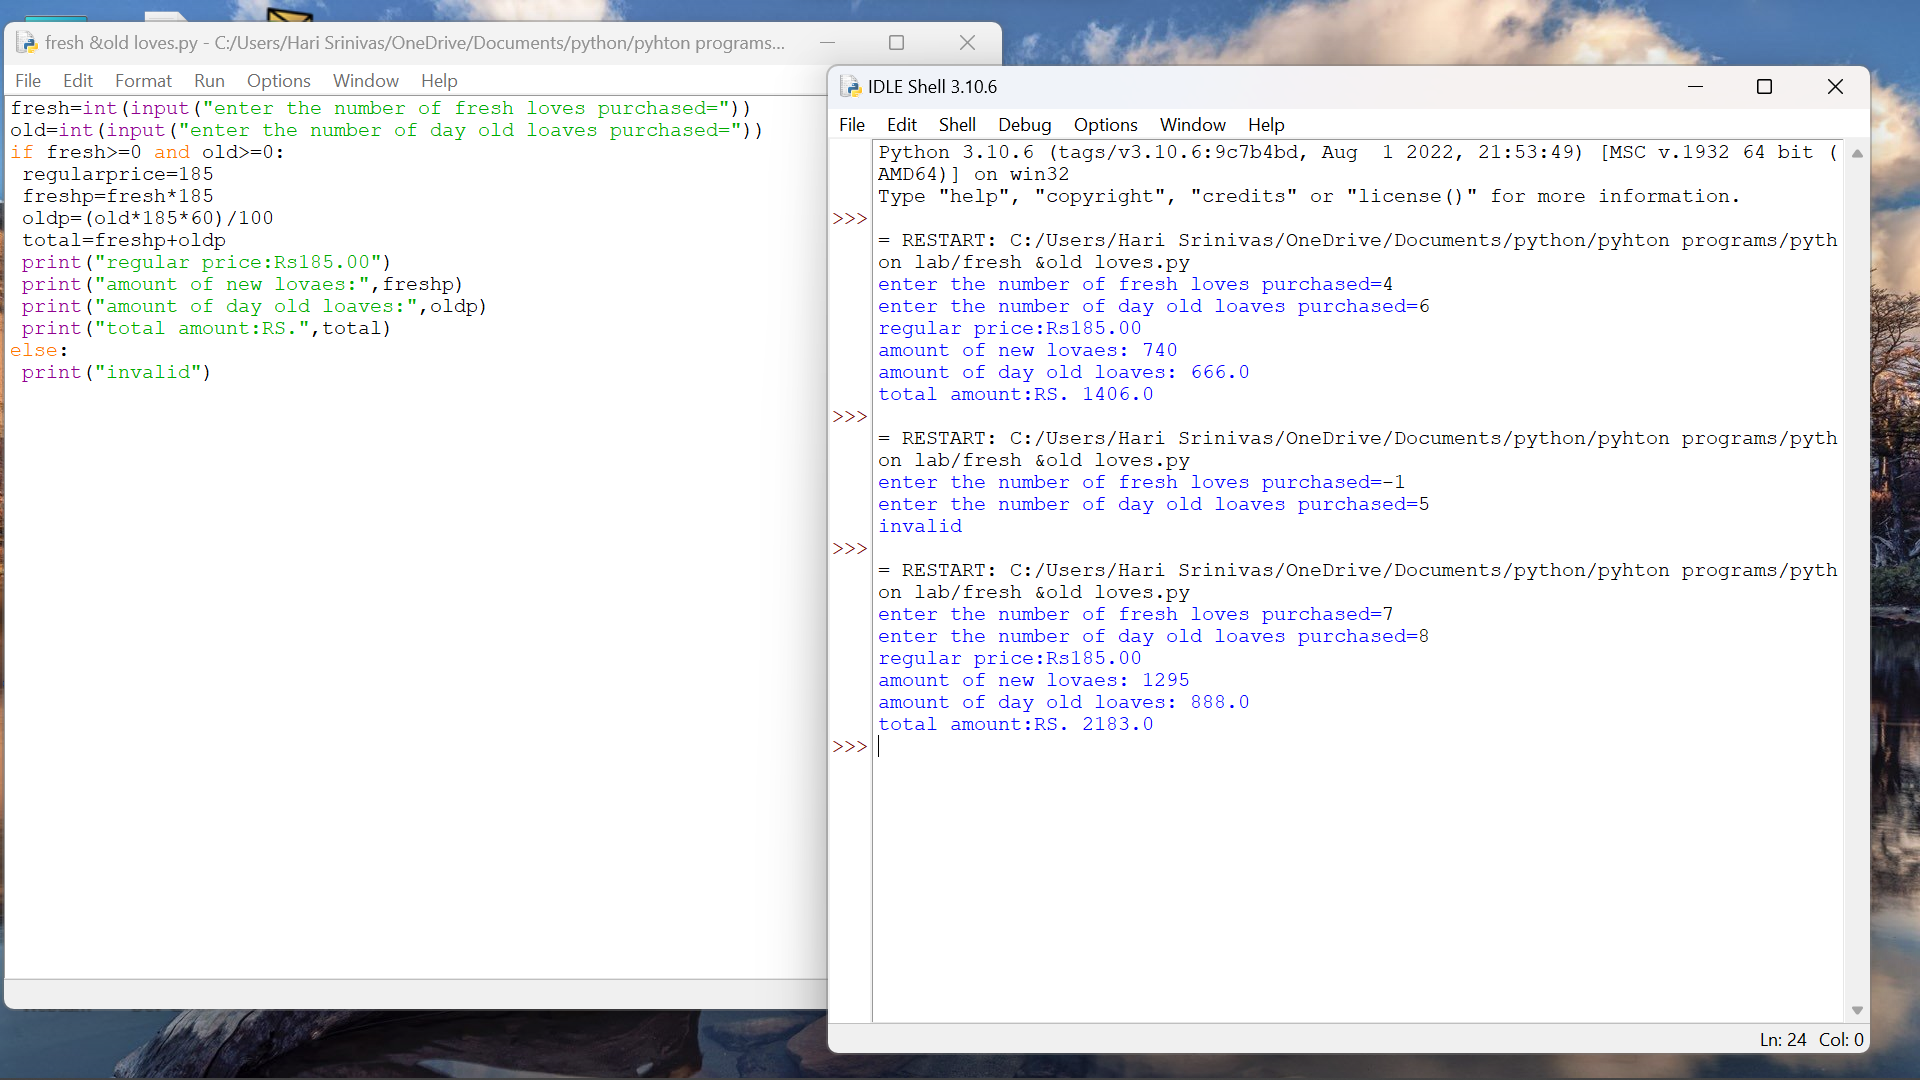 fresh &old loves.py - C:/Users/Hari Srinivas/OneDrive/Documents/python/pyhton programs...
File Edit Format Run Options Window Help
fresh=int(input("enter the number of fresh loves purchased="))
old=int(input("enter the number of day old loaves purchased="))
if fresh>=0 and old>=0:
 regularprice=185
 freshp=fresh*185
 oldp=(old*185*60)/100
 total=freshp+oldp
 print("regular price:Rs185.00")
 print("amount of new lovaes:",freshp)
 print("amount of day old loaves:",oldp)
 print("total amount:RS.",total)
else:
 print("invalid")
IDLE Shell 3.10.6
File Edit Shell Debug Options Window Help
Python 3.10.6 (tags/v3.10.6:9c7b4bd, Aug  1 2022, 21:53:49) [MSC v.1932 64 bit (
AMD64)] on win32
Type "help", "copyright", "credits" or "license()" for more information.
>>>
= RESTART: C:/Users/Hari Srinivas/OneDrive/Documents/python/pyhton programs/pyth
on lab/fresh &old loves.py
enter the number of fresh loves purchased=4
enter the number of day old loaves purchased=6
regular price:Rs185.00
amount of new lovaes: 740
amount of day old loaves: 666.0
total amount:RS. 1406.0
>>>
= RESTART: C:/Users/Hari Srinivas/OneDrive/Documents/python/pyhton programs/pyth
on lab/fresh &old loves.py
enter the number of fresh loves purchased=-1
enter the number of day old loaves purchased=5
invalid
>>>
= RESTART: C:/Users/Hari Srinivas/OneDrive/Documents/python/pyhton programs/pyth
on lab/fresh &old loves.py
enter the number of fresh loves purchased=7
enter the number of day old loaves purchased=8
regular price:Rs185.00
amount of new lovaes: 1295
amount of day old loaves: 888.0
total amount:RS. 2183.0
>>>
Ln: 24 Col: 0